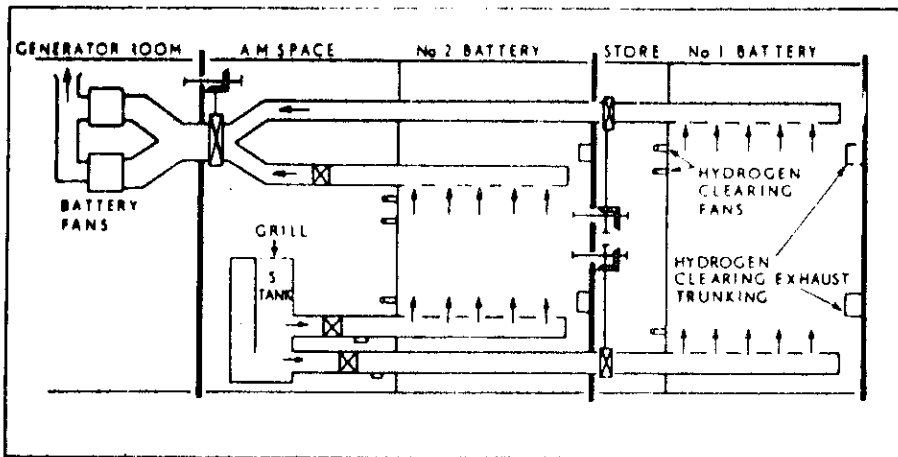 GENERATOR ROOM
AM SPACE
No 2 BATTERY
STORE
No 1 BATTERY
HYDROGEN
CLEARING
FANS
BATTERY
FANS
GRILL
S
TANK
HYDROGEN
CLEARING EXHAUST
TRUNKING